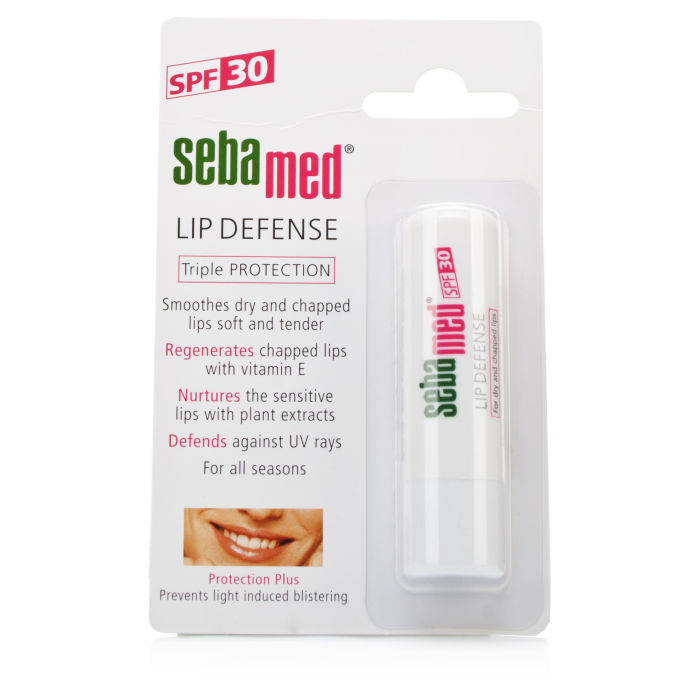 SPF 30
sebamed®
LIP DEFENSE
Triple PROTECTION
Smoothes dry and chapped
lips soft and tender
Regenerates chapped lips
with vitamin E
Nurtures the sensitive
lips with plant extracts
Defends against UV rays
For all seasons
Protection Plus
Prevents light induced blistering
sebamed® SPF 30
LIP DEFENSE
For dry and chapped lips